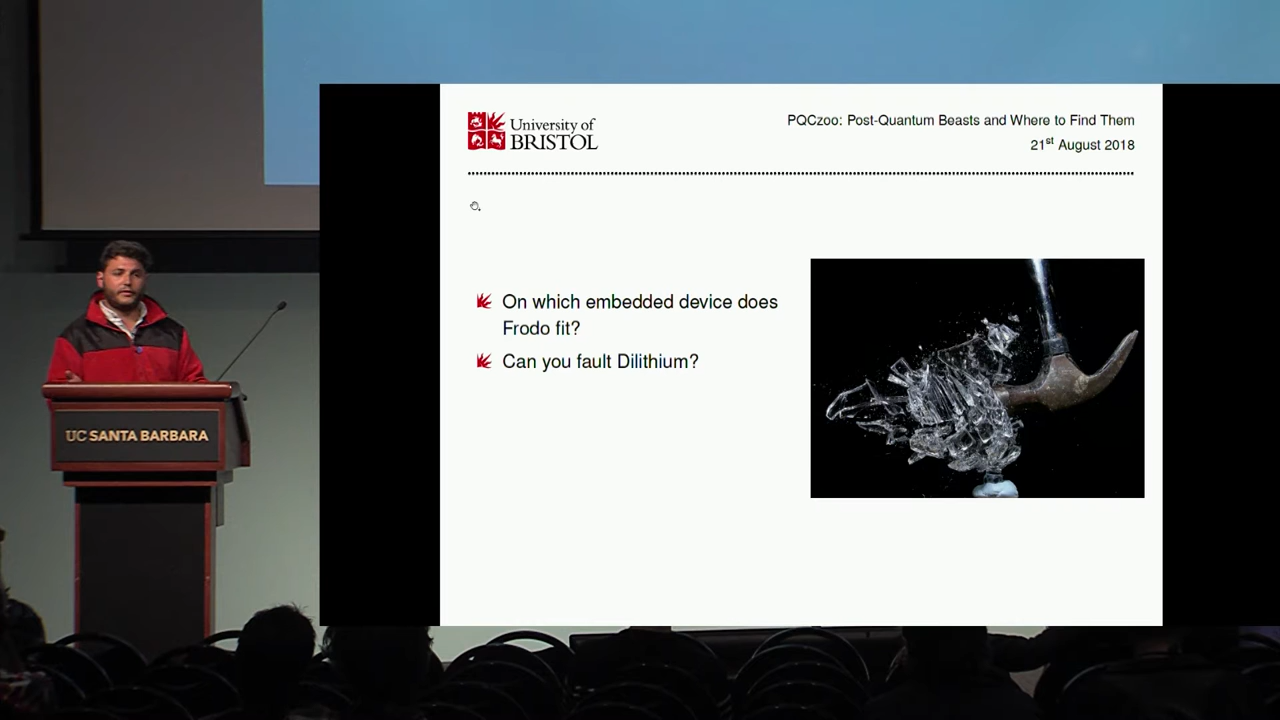 University of
BRISTOL
PQCzoo: Post-Quantum Beasts and Where to Find Them
21st August 2018
On which embedded device does
Frodo fit?
Can you fault Dilithium?
UC SANTA BARBARA